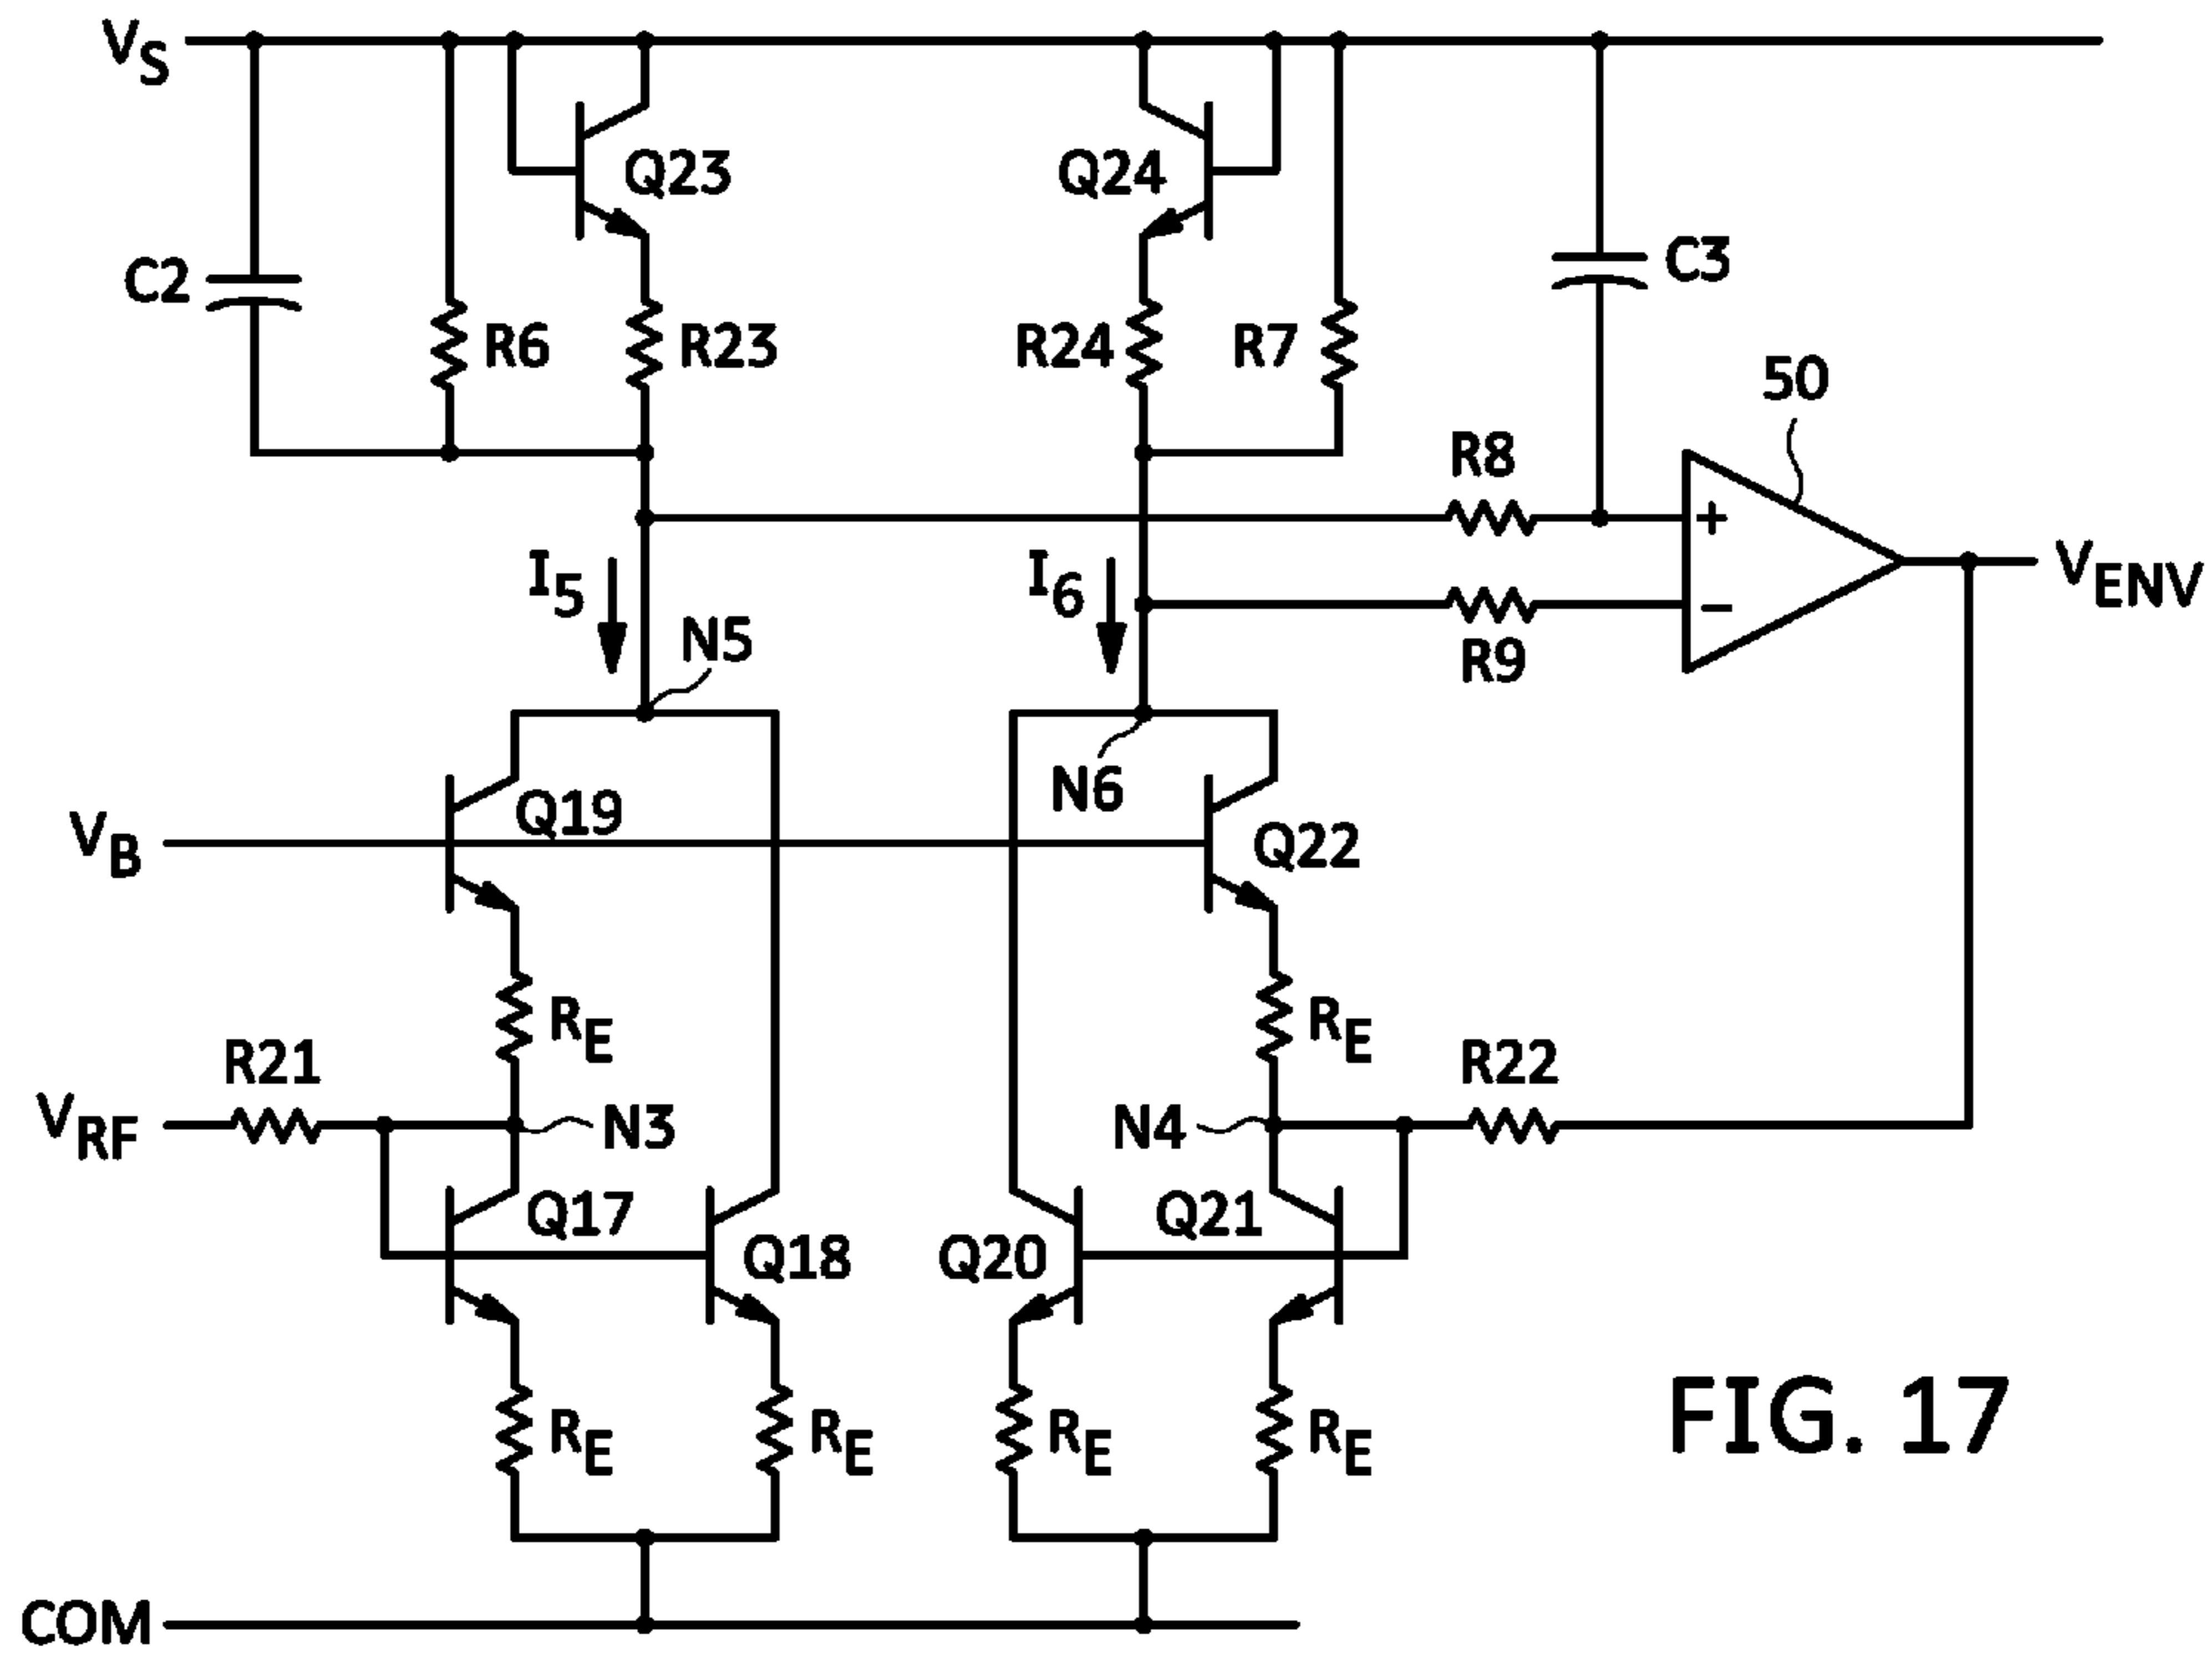 VS
Q23
Q24
C2
C3
R6
R23
R24
R7
50
R8
+
I5
I6
VENV
−
N5
R9
N6
Q19
VB
Q22
RE
RE
R21
R22
VRF
N3
N4
Q17
Q21
Q18
Q20
RE
RE
RE
RE
FIG. 17
COM